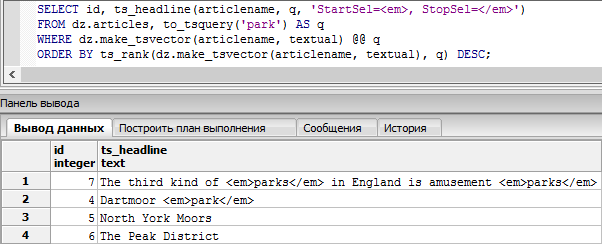 SELECT id, ts_headline(articlename, q, 'StartSel=<em>, StopSel=</em>')
FROM dz.articles, to_tsquery('park') AS q
WHERE dz.make_tsvector(articlename, textual) @@ q
ORDER BY ts_rank(dz.make_tsvector(articlename, textual), q) DESC;
Панель вывода
Вывод данных Построить план выполнения Сообщения История
id ts_headline
integer text
1 7 The third kind of <em>parks</em> in England is amusement <em>parks</em>
2 4 Dartmoor <em>park</em>
3 5 North York Moors
4 6 The Peak District